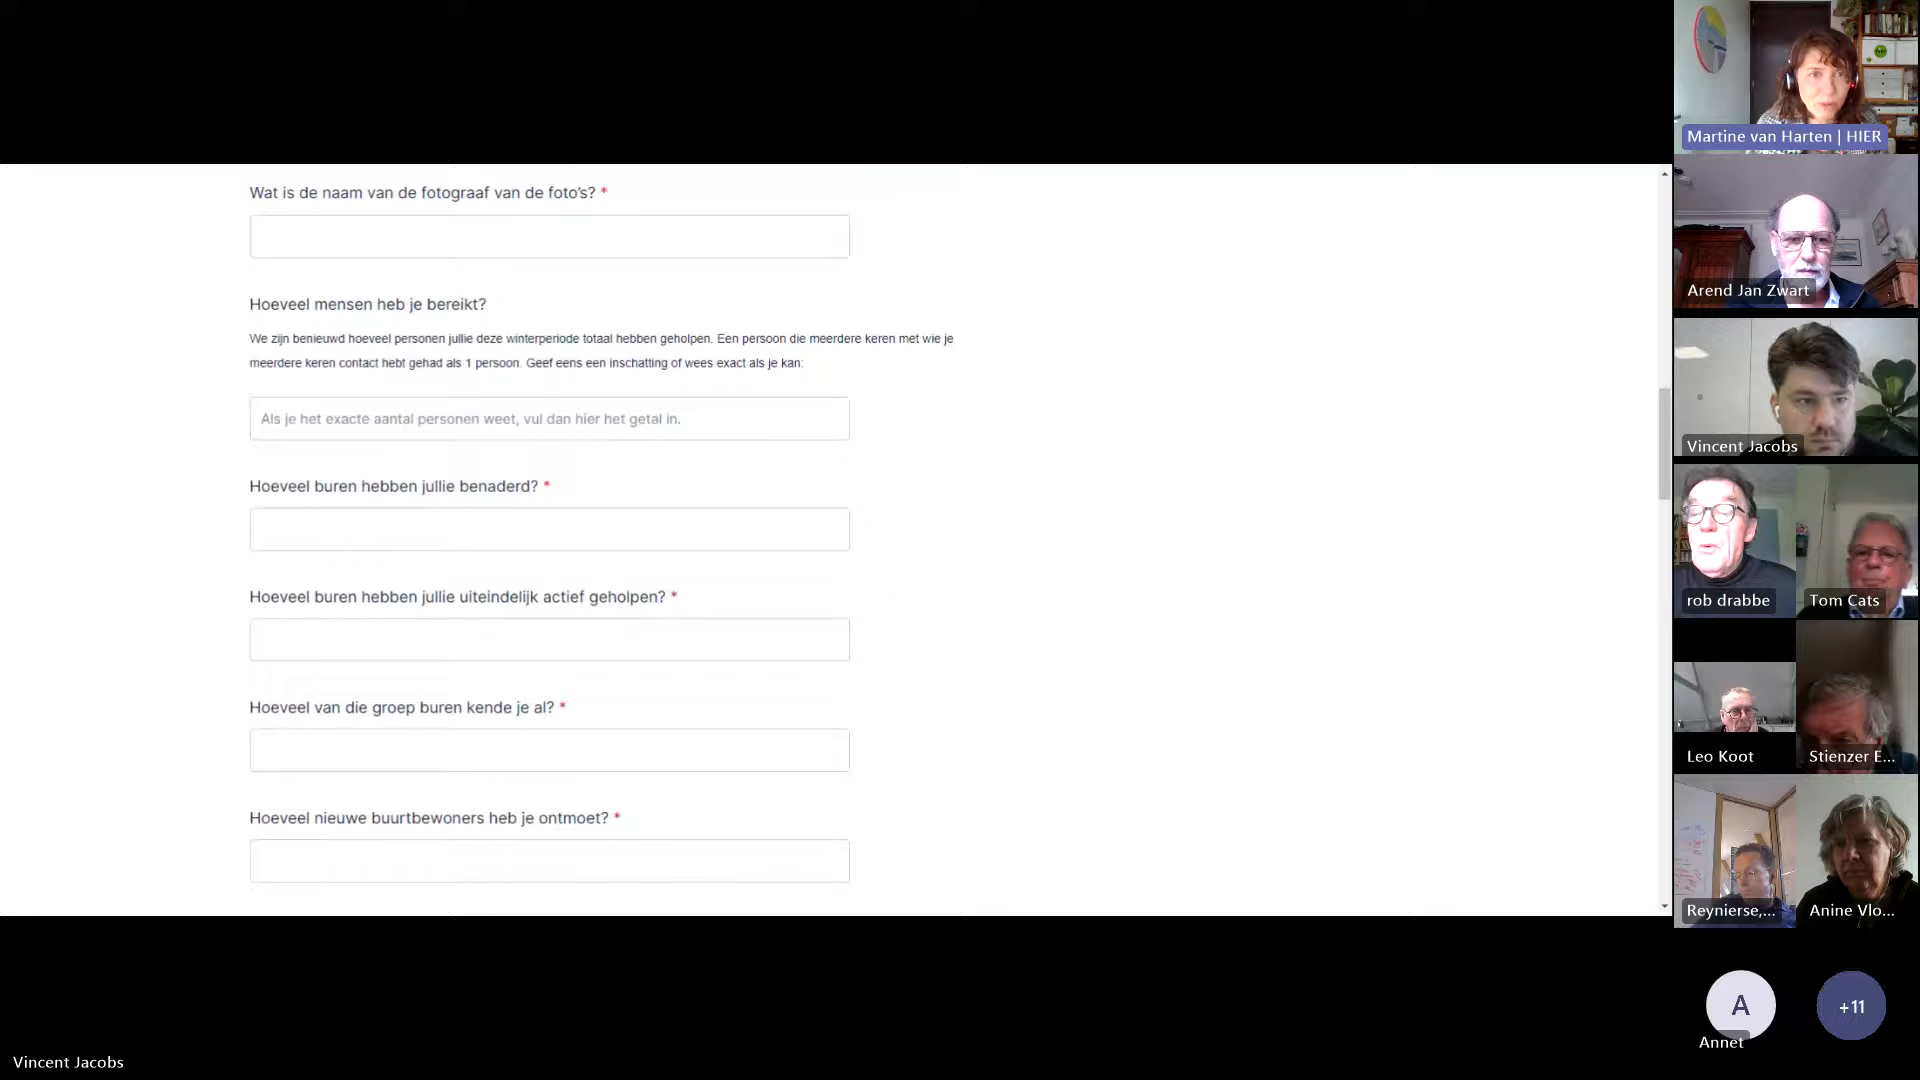 Wat is de naam van de fotograaf van de foto's? *
Hoeveel mensen heb je bereikt?
We zijn benieuwd hoeveel personen jullie deze winterperiode totaal hebben geholpen. Een persoon die meerdere keren met wie je
meerdere keren contact hebt gehad als 1 persoon. Geef eens een inschatting of wees exact als je kan:
Als je het exacte aantal personen weet, vul dan hier het getal in.
Hoeveel buren hebben jullie benaderd? *
Hoeveel buren hebben jullie uiteindelijk actief geholpen? *
Hoeveel van die groep buren kende je al? *
Hoeveel nieuwe buurtbewoners heb je ontmoet? *
Martine van Harten | HIER
Arend Jan Zwart
Vincent Jacobs
rob drabbe
Tom Cats
Leo Koot
Stienzer E...
Reynierse,...
Anine Vlo...
A
Annet
+11
Vincent Jacobs